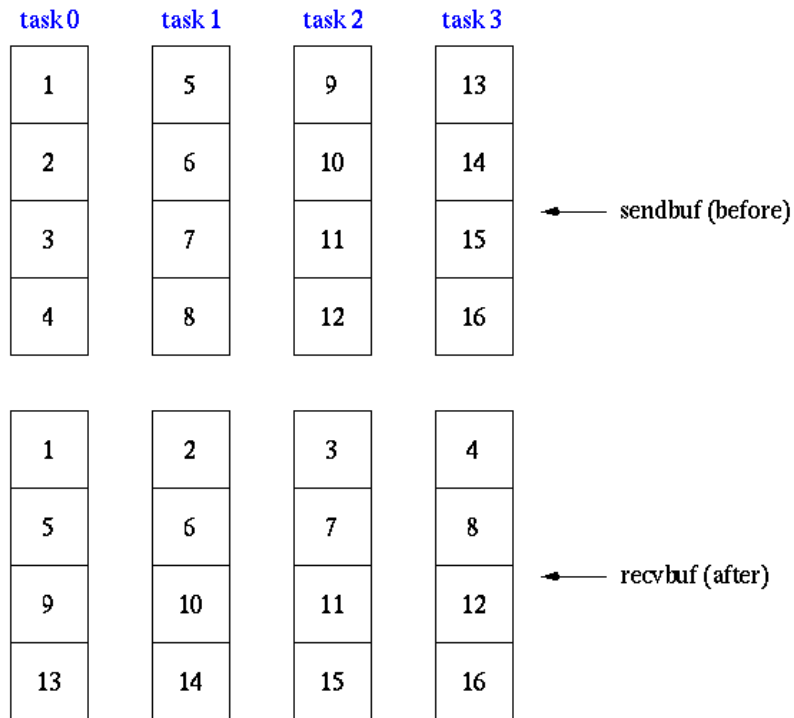 task 0 task 1 task 2 task 3
1 5 9 13
2 6 10 14
sendbuf (before)
3 7 11 15
4 8 12 16
1 2 3 4
5 6 7 8
recvbuf (after)
9 10 11 12
13 14 15 16